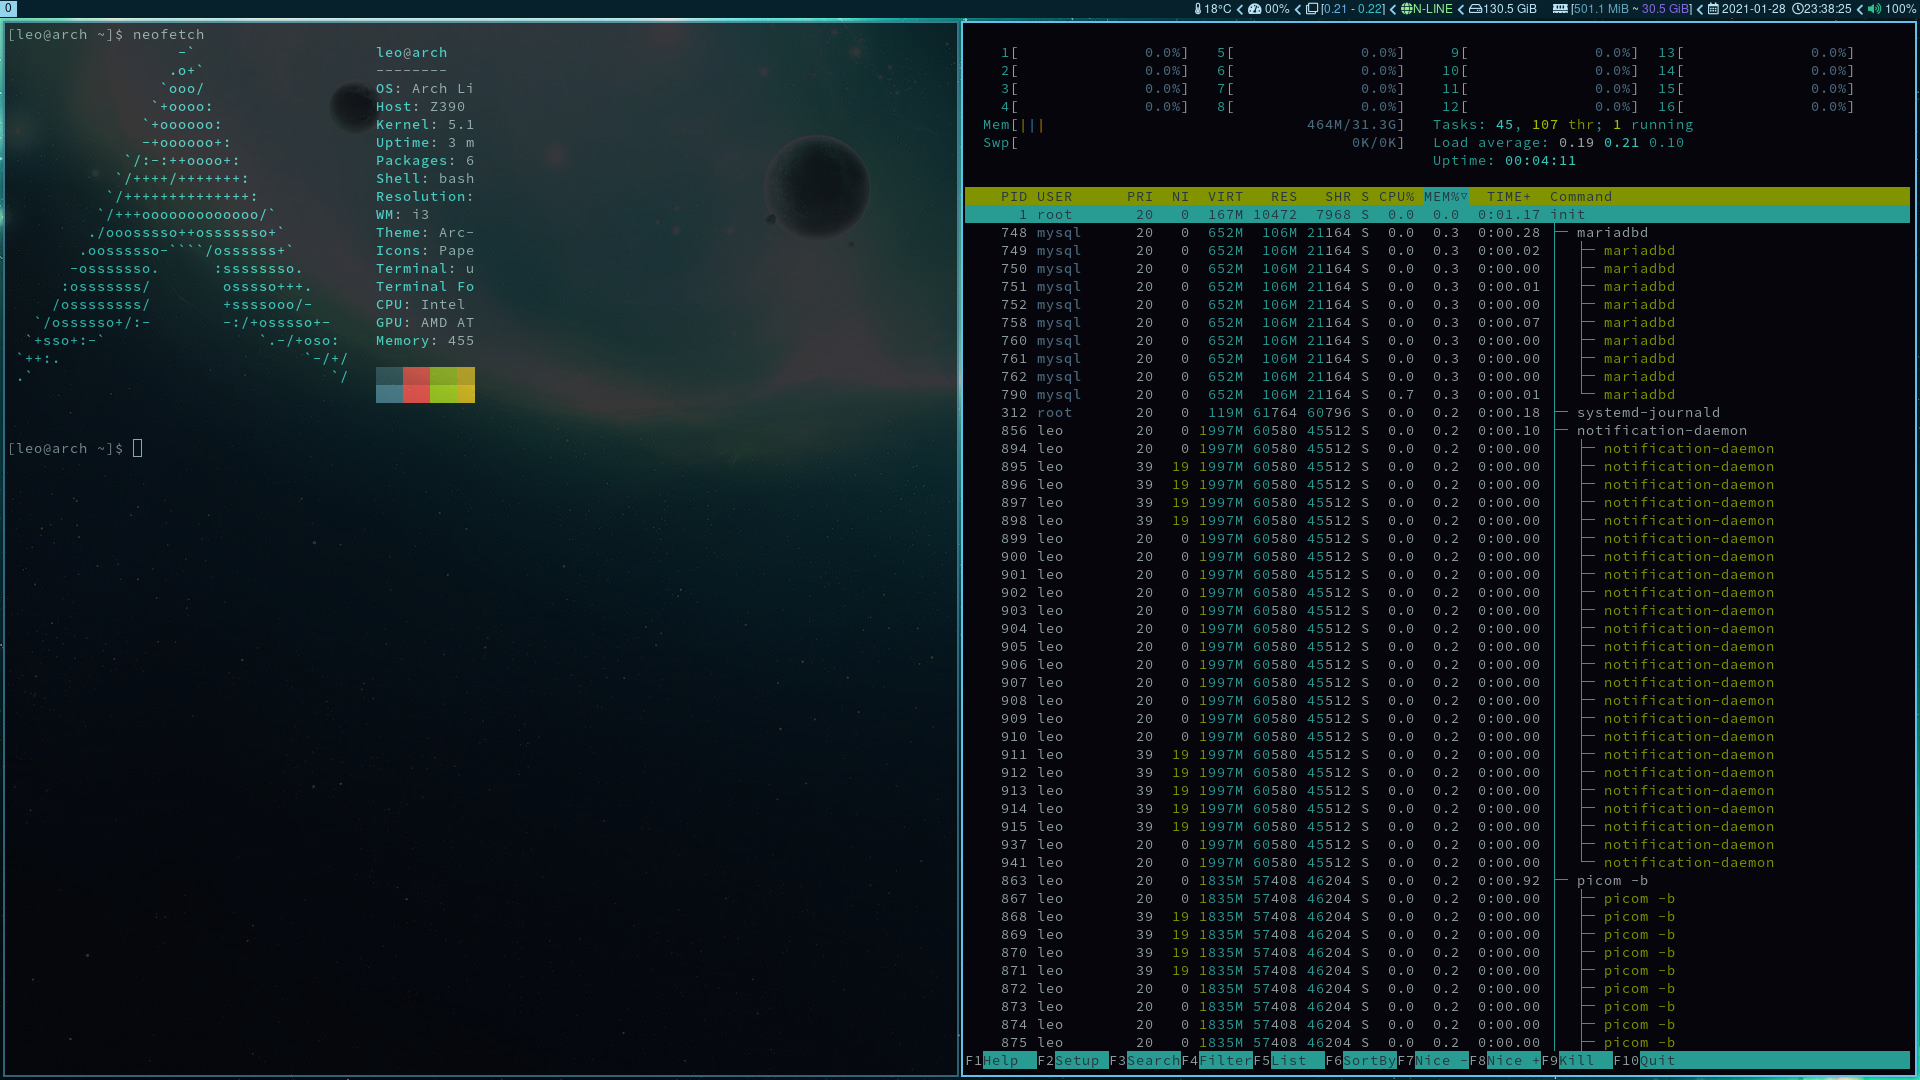 0
18°C 00% [0.21 - 0.22] N-LINE 130.5 GiB [501.1 MiB ~ 30.5 GiB] 2021-01-28 23:38:25 100%
[leo@arch ~]$ neofetch
-`
.o+`
`ooo/
`+oooo:
`+oooooo:
-+oooooo+:
`/:-:++oooo+:
`/++++/+++++++:
`/++++++++++++++:
`/+++ooooooooooooo/`
./ooosssso++osssssso+`
.oossssso-````/ossssss+`
-osssssso. :ssssssso.
:osssssss/ osssso+++.
/ossssssss/ +ssssooo/-
`/ossssso+/:- -:/+osssso+-
`+sso+:-` `.-/+oso:
`++:. `-/+/
.` `/
leo@arch
--------
OS: Arch Li
Host: Z390
Kernel: 5.1
Uptime: 3 m
Packages: 6
Shell: bash
Resolution:
WM: i3
Theme: Arc-
Icons: Pape
Terminal: u
Terminal Fo
CPU: Intel
GPU: AMD AT
Memory: 455
[leo@arch ~]$
1[ 0.0%] 5[ 0.0%] 9[ 0.0%] 13[ 0.0%]
2[ 0.0%] 6[ 0.0%] 10[ 0.0%] 14[ 0.0%]
3[ 0.0%] 7[ 0.0%] 11[ 0.0%] 15[ 0.0%]
4[ 0.0%] 8[ 0.0%] 12[ 0.0%] 16[ 0.0%]
Mem[||| 464M/31.3G] Tasks: 45, 107 thr; 1 running
Swp[ 0K/0K] Load average: 0.19 0.21 0.10
Uptime: 00:04:11
PID USER PRI NI VIRT RES SHR S CPU% MEM%▽ TIME+ Command
1 root 20 0 167M 10472 7968 S 0.0 0.0 0:01.17 init
748 mysql 20 0 652M 106M 21164 S 0.0 0.3 0:00.28 ├─ mariadbd
749 mysql 20 0 652M 106M 21164 S 0.0 0.3 0:00.02 │ ├─ mariadbd
750 mysql 20 0 652M 106M 21164 S 0.0 0.3 0:00.00 │ ├─ mariadbd
751 mysql 20 0 652M 106M 21164 S 0.0 0.3 0:00.01 │ ├─ mariadbd
752 mysql 20 0 652M 106M 21164 S 0.0 0.3 0:00.00 │ ├─ mariadbd
758 mysql 20 0 652M 106M 21164 S 0.0 0.3 0:00.07 │ ├─ mariadbd
760 mysql 20 0 652M 106M 21164 S 0.0 0.3 0:00.00 │ ├─ mariadbd
761 mysql 20 0 652M 106M 21164 S 0.0 0.3 0:00.00 │ ├─ mariadbd
762 mysql 20 0 652M 106M 21164 S 0.0 0.3 0:00.00 │ ├─ mariadbd
790 mysql 20 0 652M 106M 21164 S 0.7 0.3 0:00.01 │ └─ mariadbd
312 root 20 0 119M 61764 60796 S 0.0 0.2 0:00.18 ├─ systemd-journald
856 leo 20 0 1997M 60580 45512 S 0.0 0.2 0:00.10 ├─ notification-daemon
894 leo 20 0 1997M 60580 45512 S 0.0 0.2 0:00.00 │ ├─ notification-daemon
895 leo 39 19 1997M 60580 45512 S 0.0 0.2 0:00.00 │ ├─ notification-daemon
896 leo 39 19 1997M 60580 45512 S 0.0 0.2 0:00.00 │ ├─ notification-daemon
897 leo 39 19 1997M 60580 45512 S 0.0 0.2 0:00.00 │ ├─ notification-daemon
898 leo 39 19 1997M 60580 45512 S 0.0 0.2 0:00.00 │ ├─ notification-daemon
899 leo 20 0 1997M 60580 45512 S 0.0 0.2 0:00.00 │ ├─ notification-daemon
900 leo 20 0 1997M 60580 45512 S 0.0 0.2 0:00.00 │ ├─ notification-daemon
901 leo 20 0 1997M 60580 45512 S 0.0 0.2 0:00.00 │ ├─ notification-daemon
902 leo 20 0 1997M 60580 45512 S 0.0 0.2 0:00.00 │ ├─ notification-daemon
903 leo 20 0 1997M 60580 45512 S 0.0 0.2 0:00.00 │ ├─ notification-daemon
904 leo 20 0 1997M 60580 45512 S 0.0 0.2 0:00.00 │ ├─ notification-daemon
905 leo 20 0 1997M 60580 45512 S 0.0 0.2 0:00.00 │ ├─ notification-daemon
906 leo 20 0 1997M 60580 45512 S 0.0 0.2 0:00.00 │ ├─ notification-daemon
907 leo 20 0 1997M 60580 45512 S 0.0 0.2 0:00.00 │ ├─ notification-daemon
908 leo 20 0 1997M 60580 45512 S 0.0 0.2 0:00.00 │ ├─ notification-daemon
909 leo 20 0 1997M 60580 45512 S 0.0 0.2 0:00.00 │ ├─ notification-daemon
910 leo 20 0 1997M 60580 45512 S 0.0 0.2 0:00.00 │ ├─ notification-daemon
911 leo 39 19 1997M 60580 45512 S 0.0 0.2 0:00.00 │ ├─ notification-daemon
912 leo 39 19 1997M 60580 45512 S 0.0 0.2 0:00.00 │ ├─ notification-daemon
913 leo 39 19 1997M 60580 45512 S 0.0 0.2 0:00.00 │ ├─ notification-daemon
914 leo 39 19 1997M 60580 45512 S 0.0 0.2 0:00.00 │ ├─ notification-daemon
915 leo 39 19 1997M 60580 45512 S 0.0 0.2 0:00.00 │ ├─ notification-daemon
937 leo 20 0 1997M 60580 45512 S 0.0 0.2 0:00.00 │ ├─ notification-daemon
941 leo 20 0 1997M 60580 45512 S 0.0 0.2 0:00.00 │ └─ notification-daemon
863 leo 20 0 1835M 57408 46204 S 0.0 0.2 0:00.92 ├─ picom -b
867 leo 20 0 1835M 57408 46204 S 0.0 0.2 0:00.00 │ ├─ picom -b
868 leo 39 19 1835M 57408 46204 S 0.0 0.2 0:00.00 │ ├─ picom -b
869 leo 39 19 1835M 57408 46204 S 0.0 0.2 0:00.00 │ ├─ picom -b
870 leo 39 19 1835M 57408 46204 S 0.0 0.2 0:00.00 │ ├─ picom -b
871 leo 39 19 1835M 57408 46204 S 0.0 0.2 0:00.00 │ ├─ picom -b
872 leo 20 0 1835M 57408 46204 S 0.0 0.2 0:00.00 │ ├─ picom -b
873 leo 20 0 1835M 57408 46204 S 0.0 0.2 0:00.00 │ ├─ picom -b
874 leo 20 0 1835M 57408 46204 S 0.0 0.2 0:00.00 │ ├─ picom -b
875 leo 20 0 1835M 57408 46204 S 0.0 0.2 0:00.00 │ ├─ picom -b
F1Help F2Setup F3SearchF4FilterF5List F6SortByF7Nice -F8Nice +F9Kill F10Quit